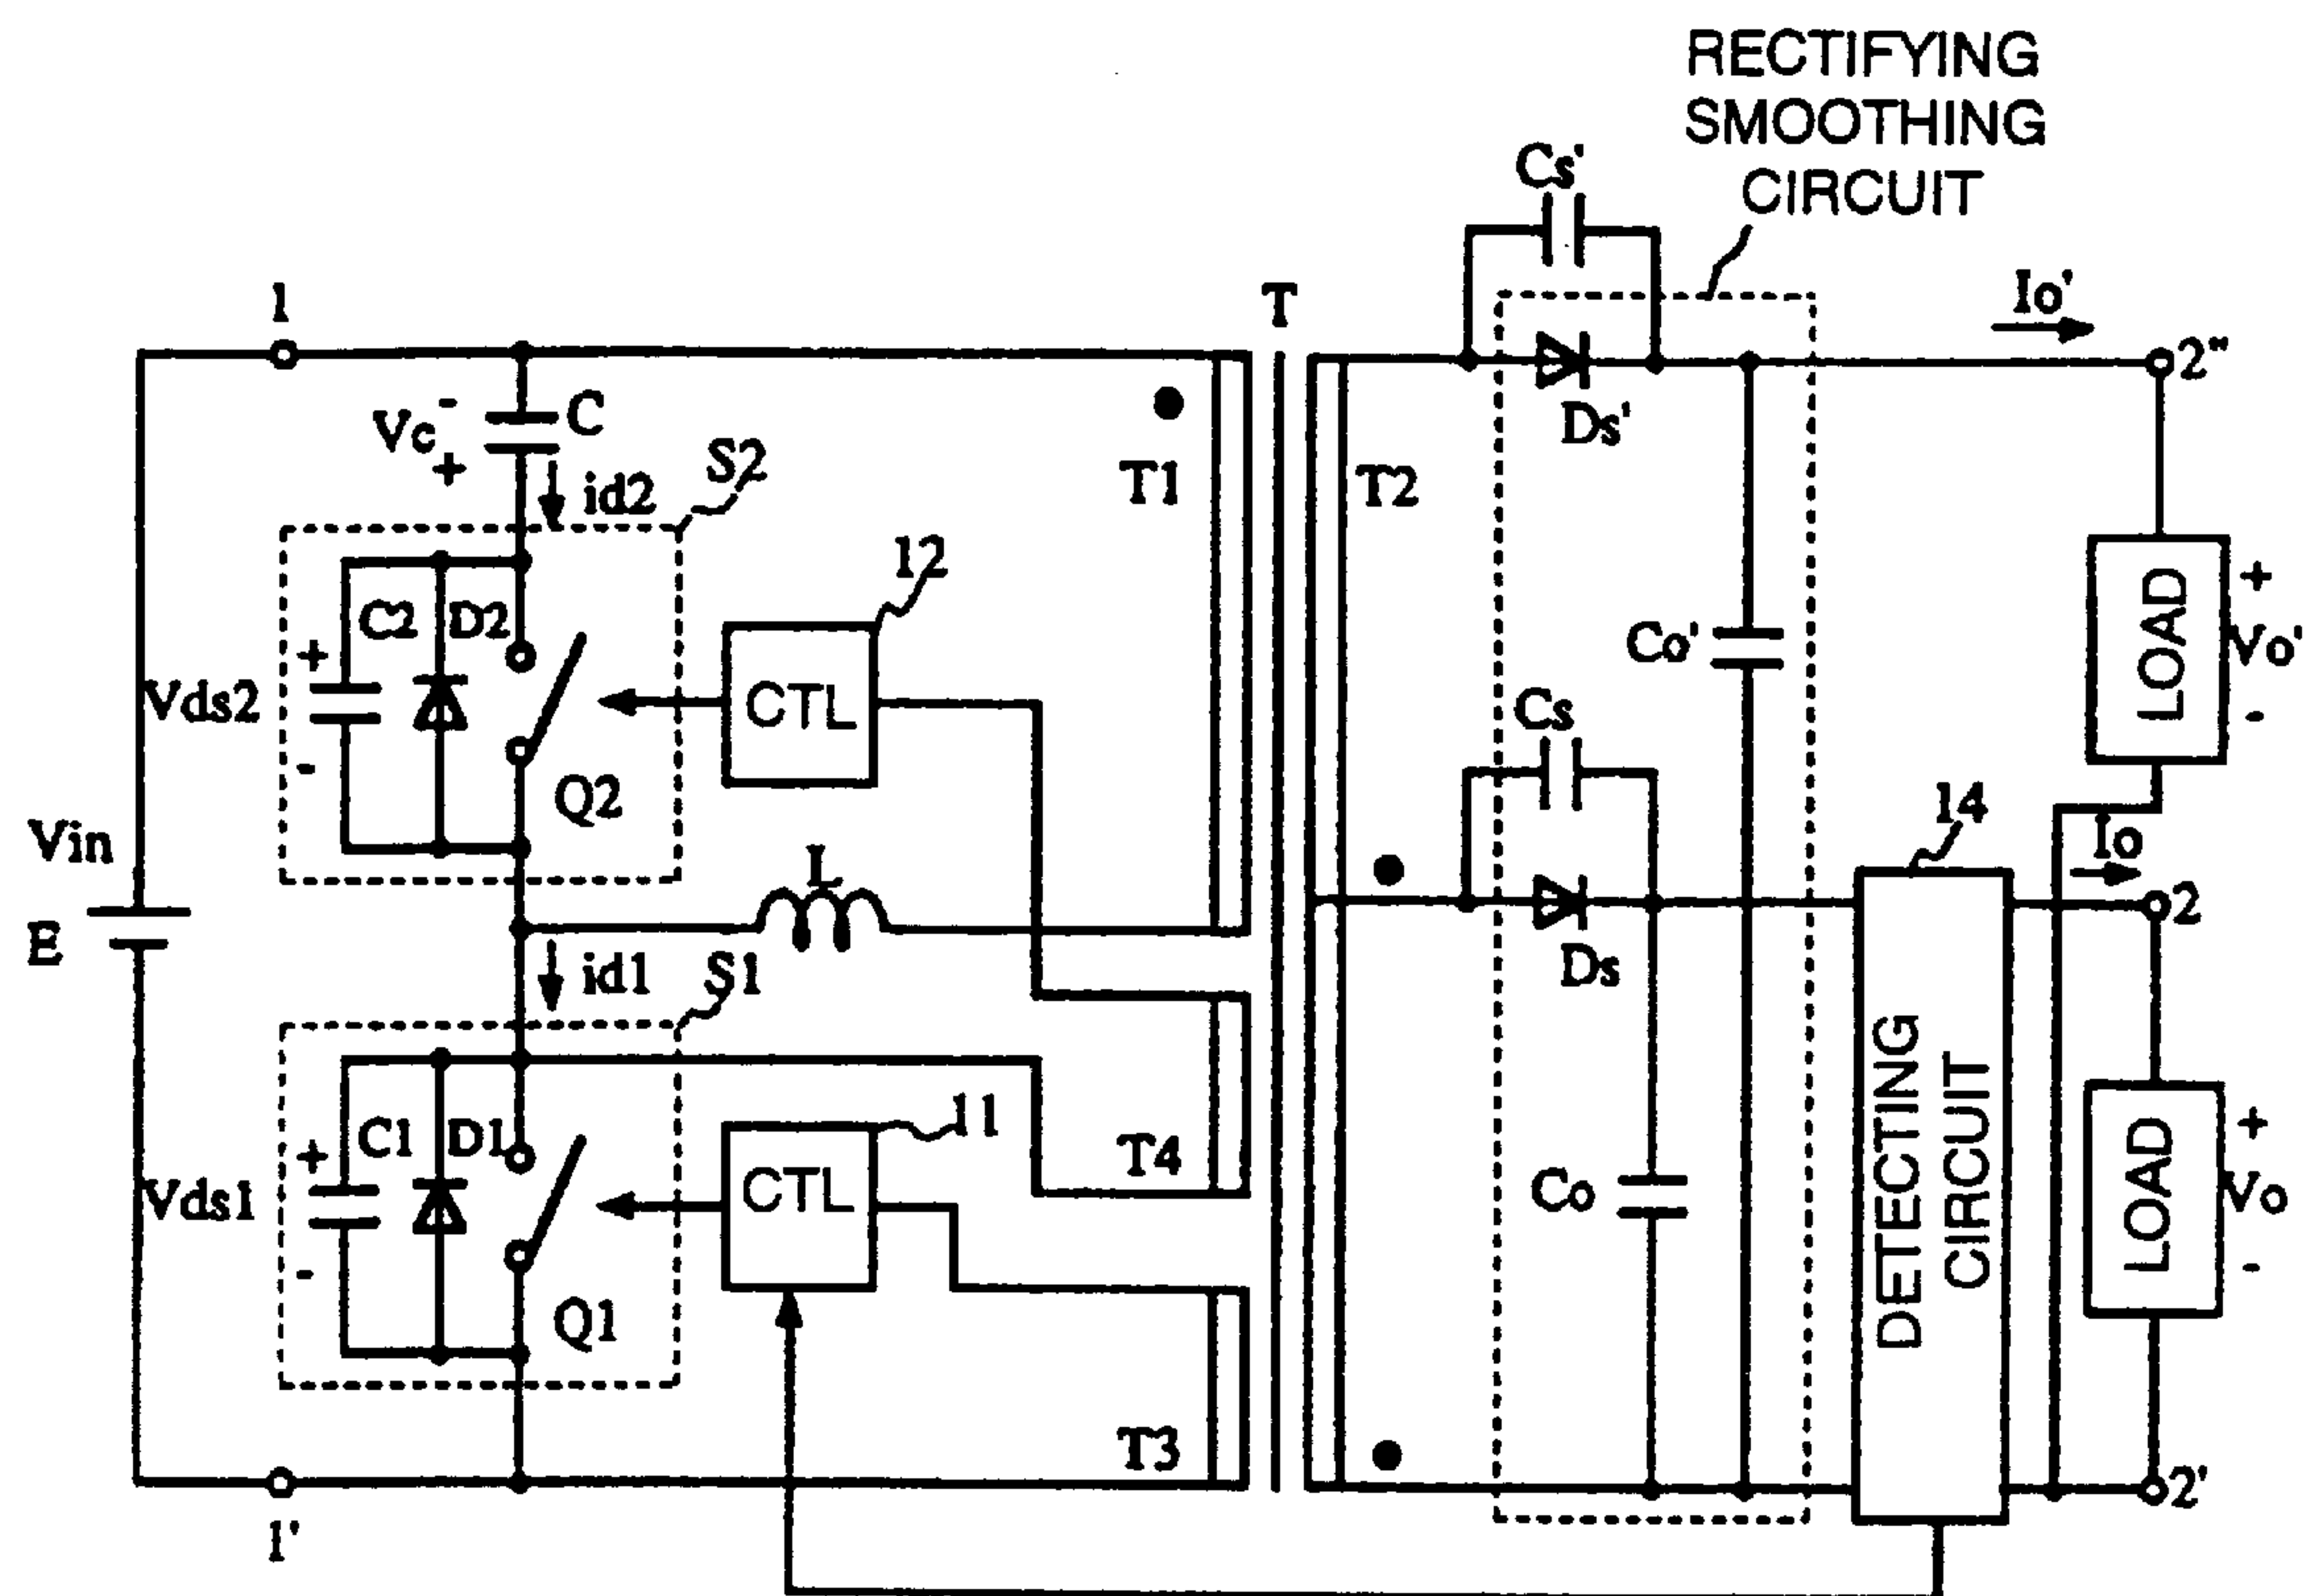 RECTIFYING
SMOOTHING
CIRCUIT
Cs'
Io'
1
T
2"
Vc
-
+
C
S2
id2
T1
T2
Ds'
12
C2
D2
+
Vds2
-
CTL
Q2
Co'
LOAD
+
Vo'
-
Cs
14
Io
Vin
E
L
2
id1
S1
Ds
11
C1
D1
+
Vds1
-
CTL
T4
Q1
Co
DETECTING
CIRCUIT
LOAD
+
Vo
-
T3
1'
2'